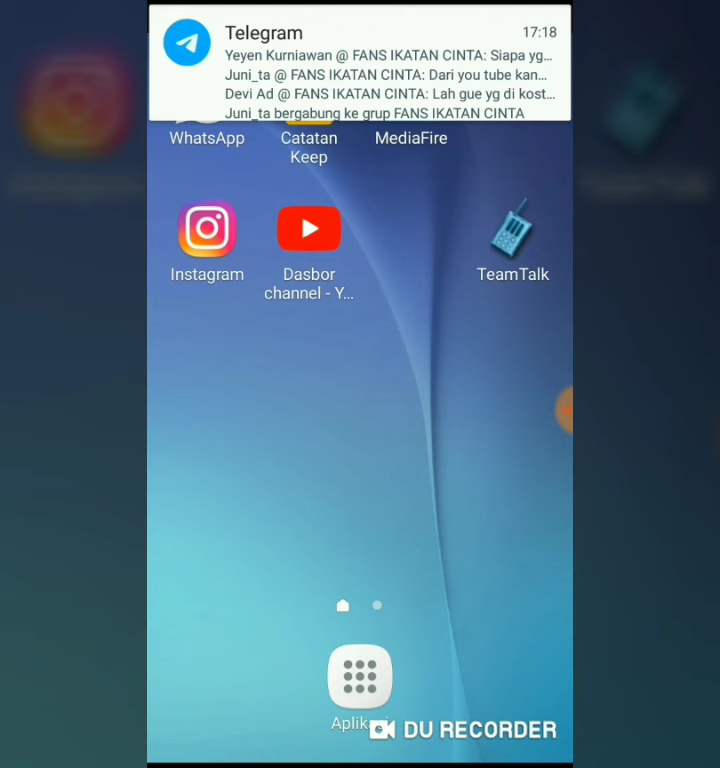 Telegram 17:18
Yeyen Kurniawan @ FANS IKATAN CINTA: Siapa yg...
Juni_ta @ FANS IKATAN CINTA: Dari you tube kan...
Devi Ad @ FANS IKATAN CINTA: Lah gue yg di kost...
Juni_ta bergabung ke grup FANS IKATAN CINTA
WhatsApp Catatan Keep MediaFire
Instagram Dasbor channel - Y... TeamTalk
DU RECORDER